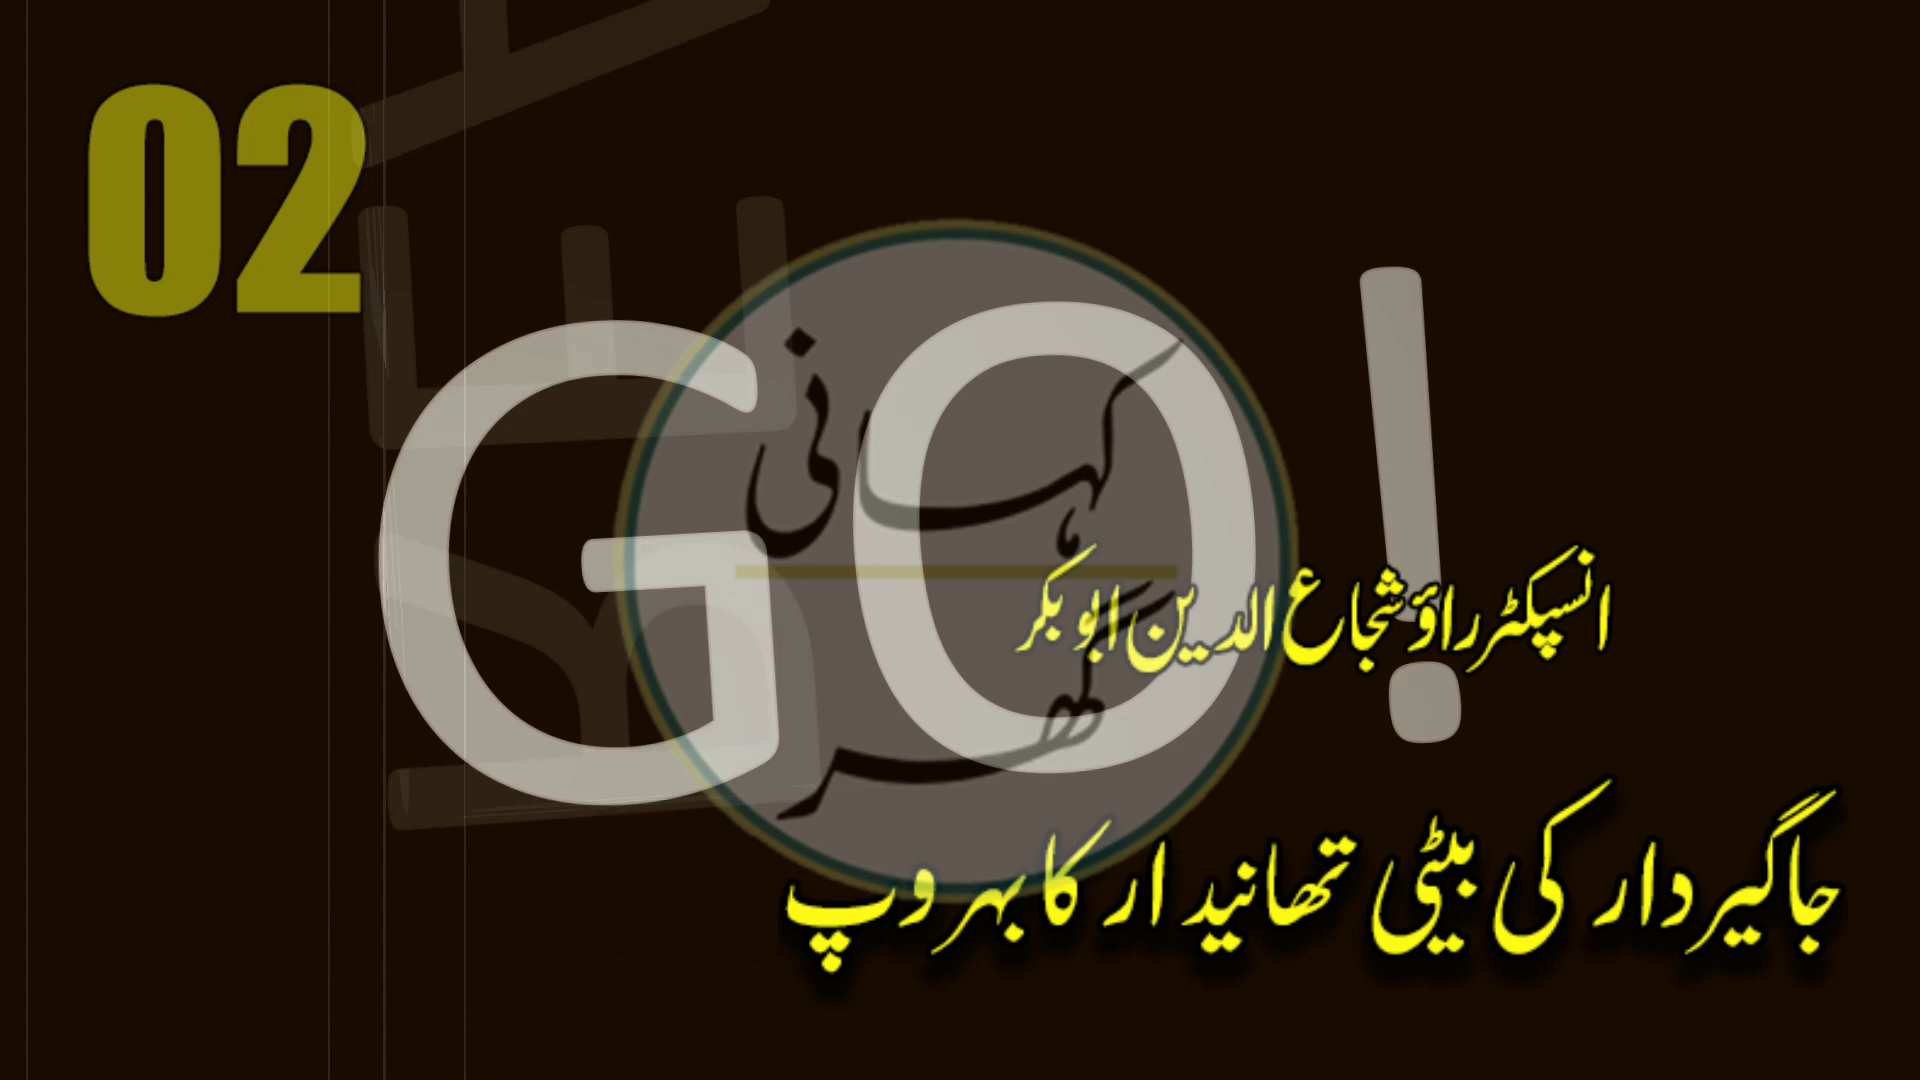 02
GO!
کہانی
گھر
انسپکٹر راؤ شجاع الدین ابوبکر
جاگیردار کی بیٹی تھانیدار کا بہروپ